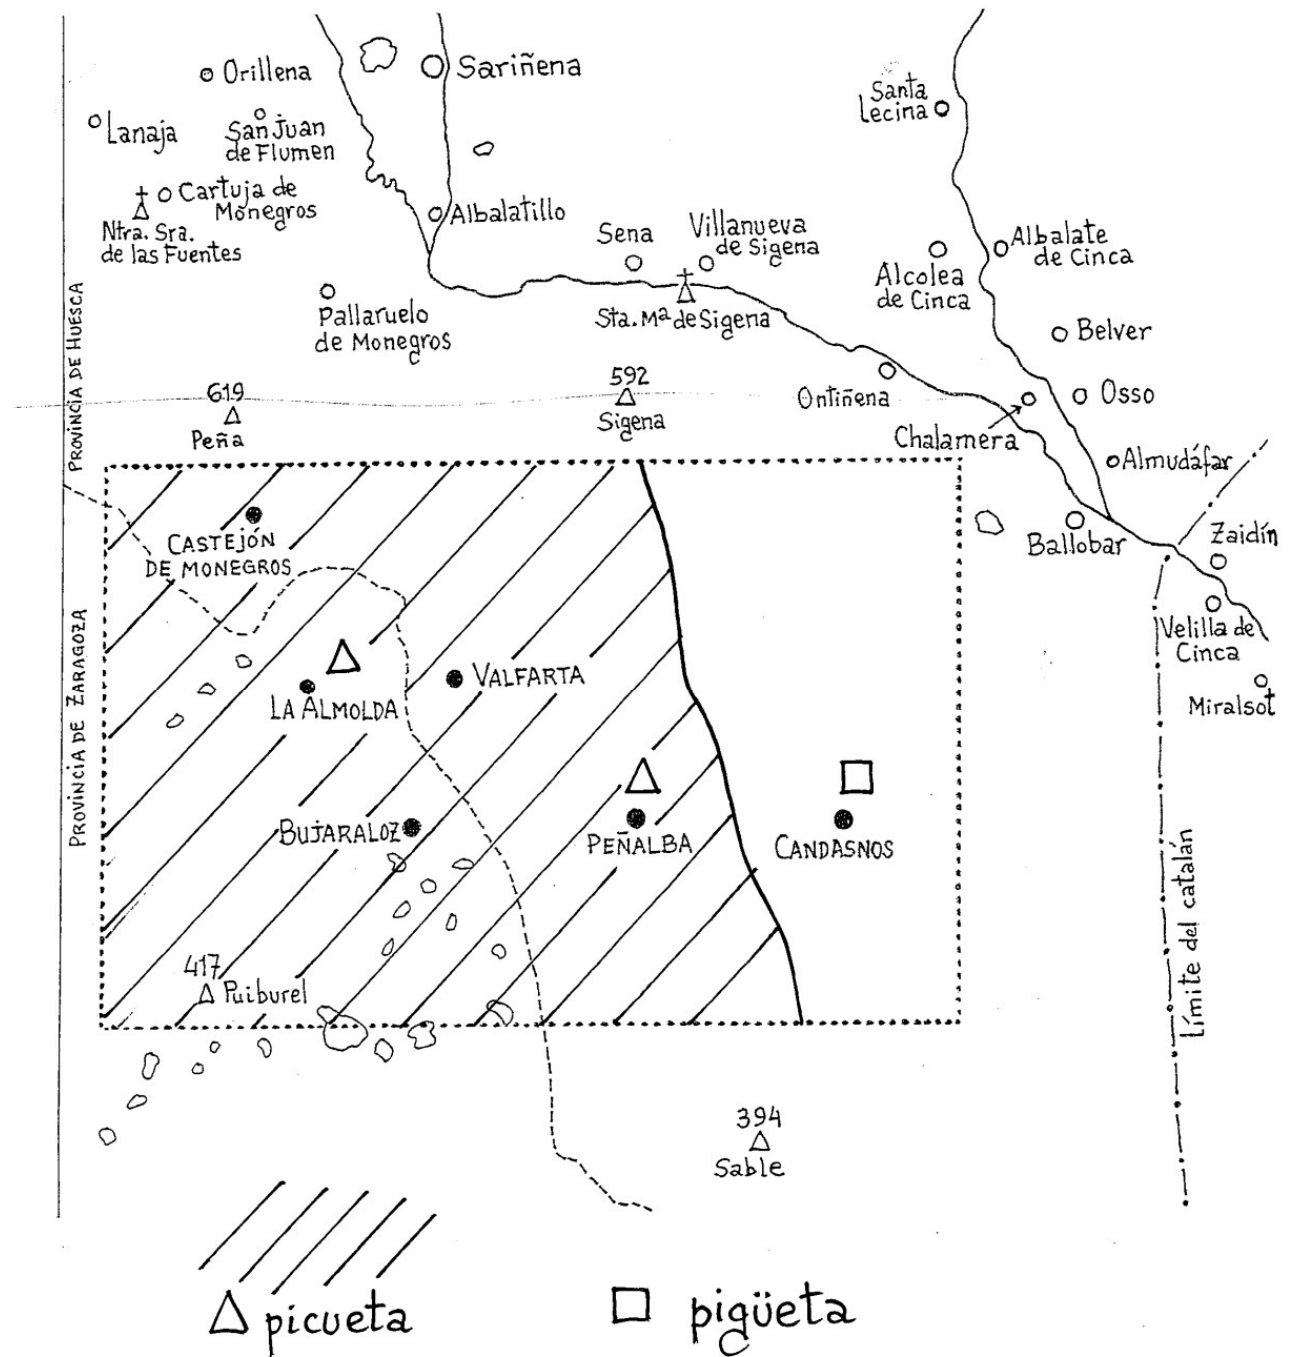 Orillena
Sariñena
Lanaja
San Juan
de Flumen
Santa
Lecina
Cartuja de
Monegros
Ntra. Sra.
de las Fuentes
Albalatillo
Sena
Villanueva
de Sigena
Sta. Mª de Sigena
Alcolea
de Cinca
Albalate
de Cinca
Pallaruelo
de Monegros
Belver
PROVINCIA DE HUESCA
619
Peña
592
Sigena
Ontiñena
Osso
Chalamera
Almudáfar
Ballobar
Zaidín
CASTEJÓN
DE MONEGROS
Velilla de
Cinca
Miralsot
PROVINCIA DE ZARAGOZA
LA ALMOLDA
VALFARTA
BUJARALOZ
PEÑALBA
CANDASNOS
Límite del catalán
417
Puiburel
394
Sable
picueta
pigüeta